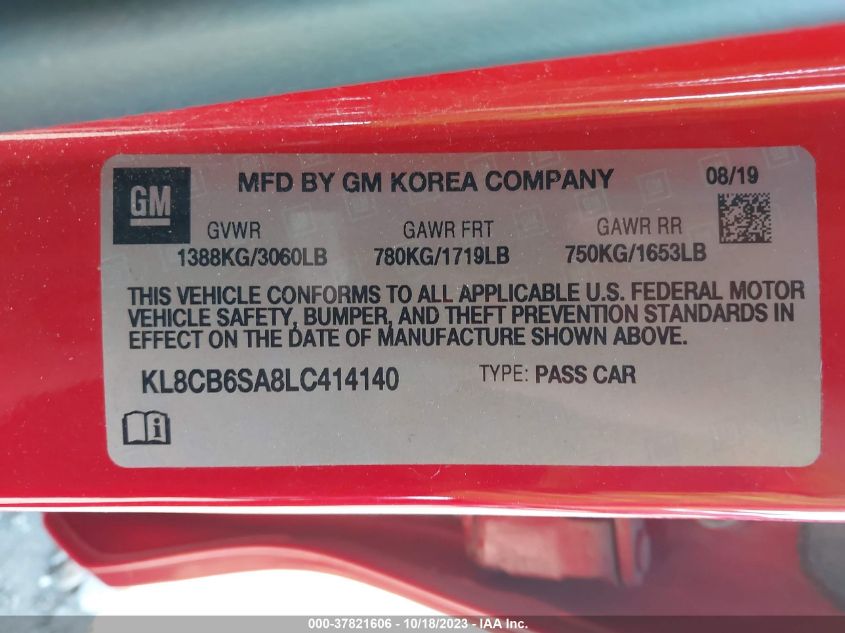 GM
MFD BY GM KOREA COMPANY
08/19
GVWR
GAWR FRT
GAWR RR
1388KG/3060LB
780KG/1719LB
750KG/1653LB
THIS VEHICLE CONFORMS TO ALL APPLICABLE U.S. FEDERAL MOTOR
VEHICLE SAFETY, BUMPER, AND THEFT PREVENTION STANDARDS IN
EFFECT ON THE DATE OF MANUFACTURE SHOWN ABOVE.
KL8CB6SA8LC414140
TYPE: PASS CAR
000-37821606 - 10/18/2023 - IAA Inc.